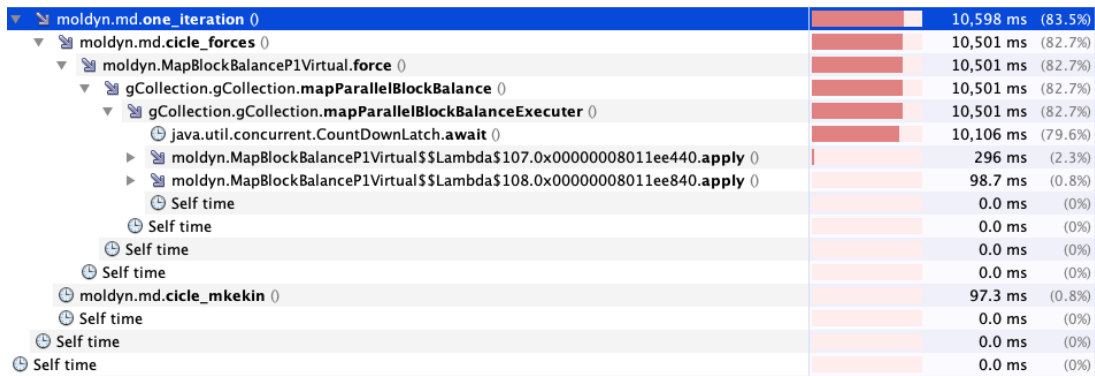 moldyn.md.one_iteration () 10,598 ms (83.5%)
moldyn.md.cicle_forces () 10,501 ms (82.7%)
moldyn.MapBlockBalanceP1Virtual.force () 10,501 ms (82.7%)
gCollection.gCollection.mapParallelBlockBalance () 10,501 ms (82.7%)
gCollection.gCollection.mapParallelBlockBalanceExecuter () 10,501 ms (82.7%)
java.util.concurrent.CountDownLatch.await () 10,106 ms (79.6%)
moldyn.MapBlockBalanceP1Virtual$$Lambda$107.0x00000008011ee440.apply () 296 ms (2.3%)
moldyn.MapBlockBalanceP1Virtual$$Lambda$108.0x00000008011ee840.apply () 98.7 ms (0.8%)
Self time 0.0 ms (0%)
Self time 0.0 ms (0%)
Self time 0.0 ms (0%)
Self time 0.0 ms (0%)
moldyn.md.cicle_mkekin () 97.3 ms (0.8%)
Self time 0.0 ms (0%)
Self time 0.0 ms (0%)
Self time 0.0 ms (0%)